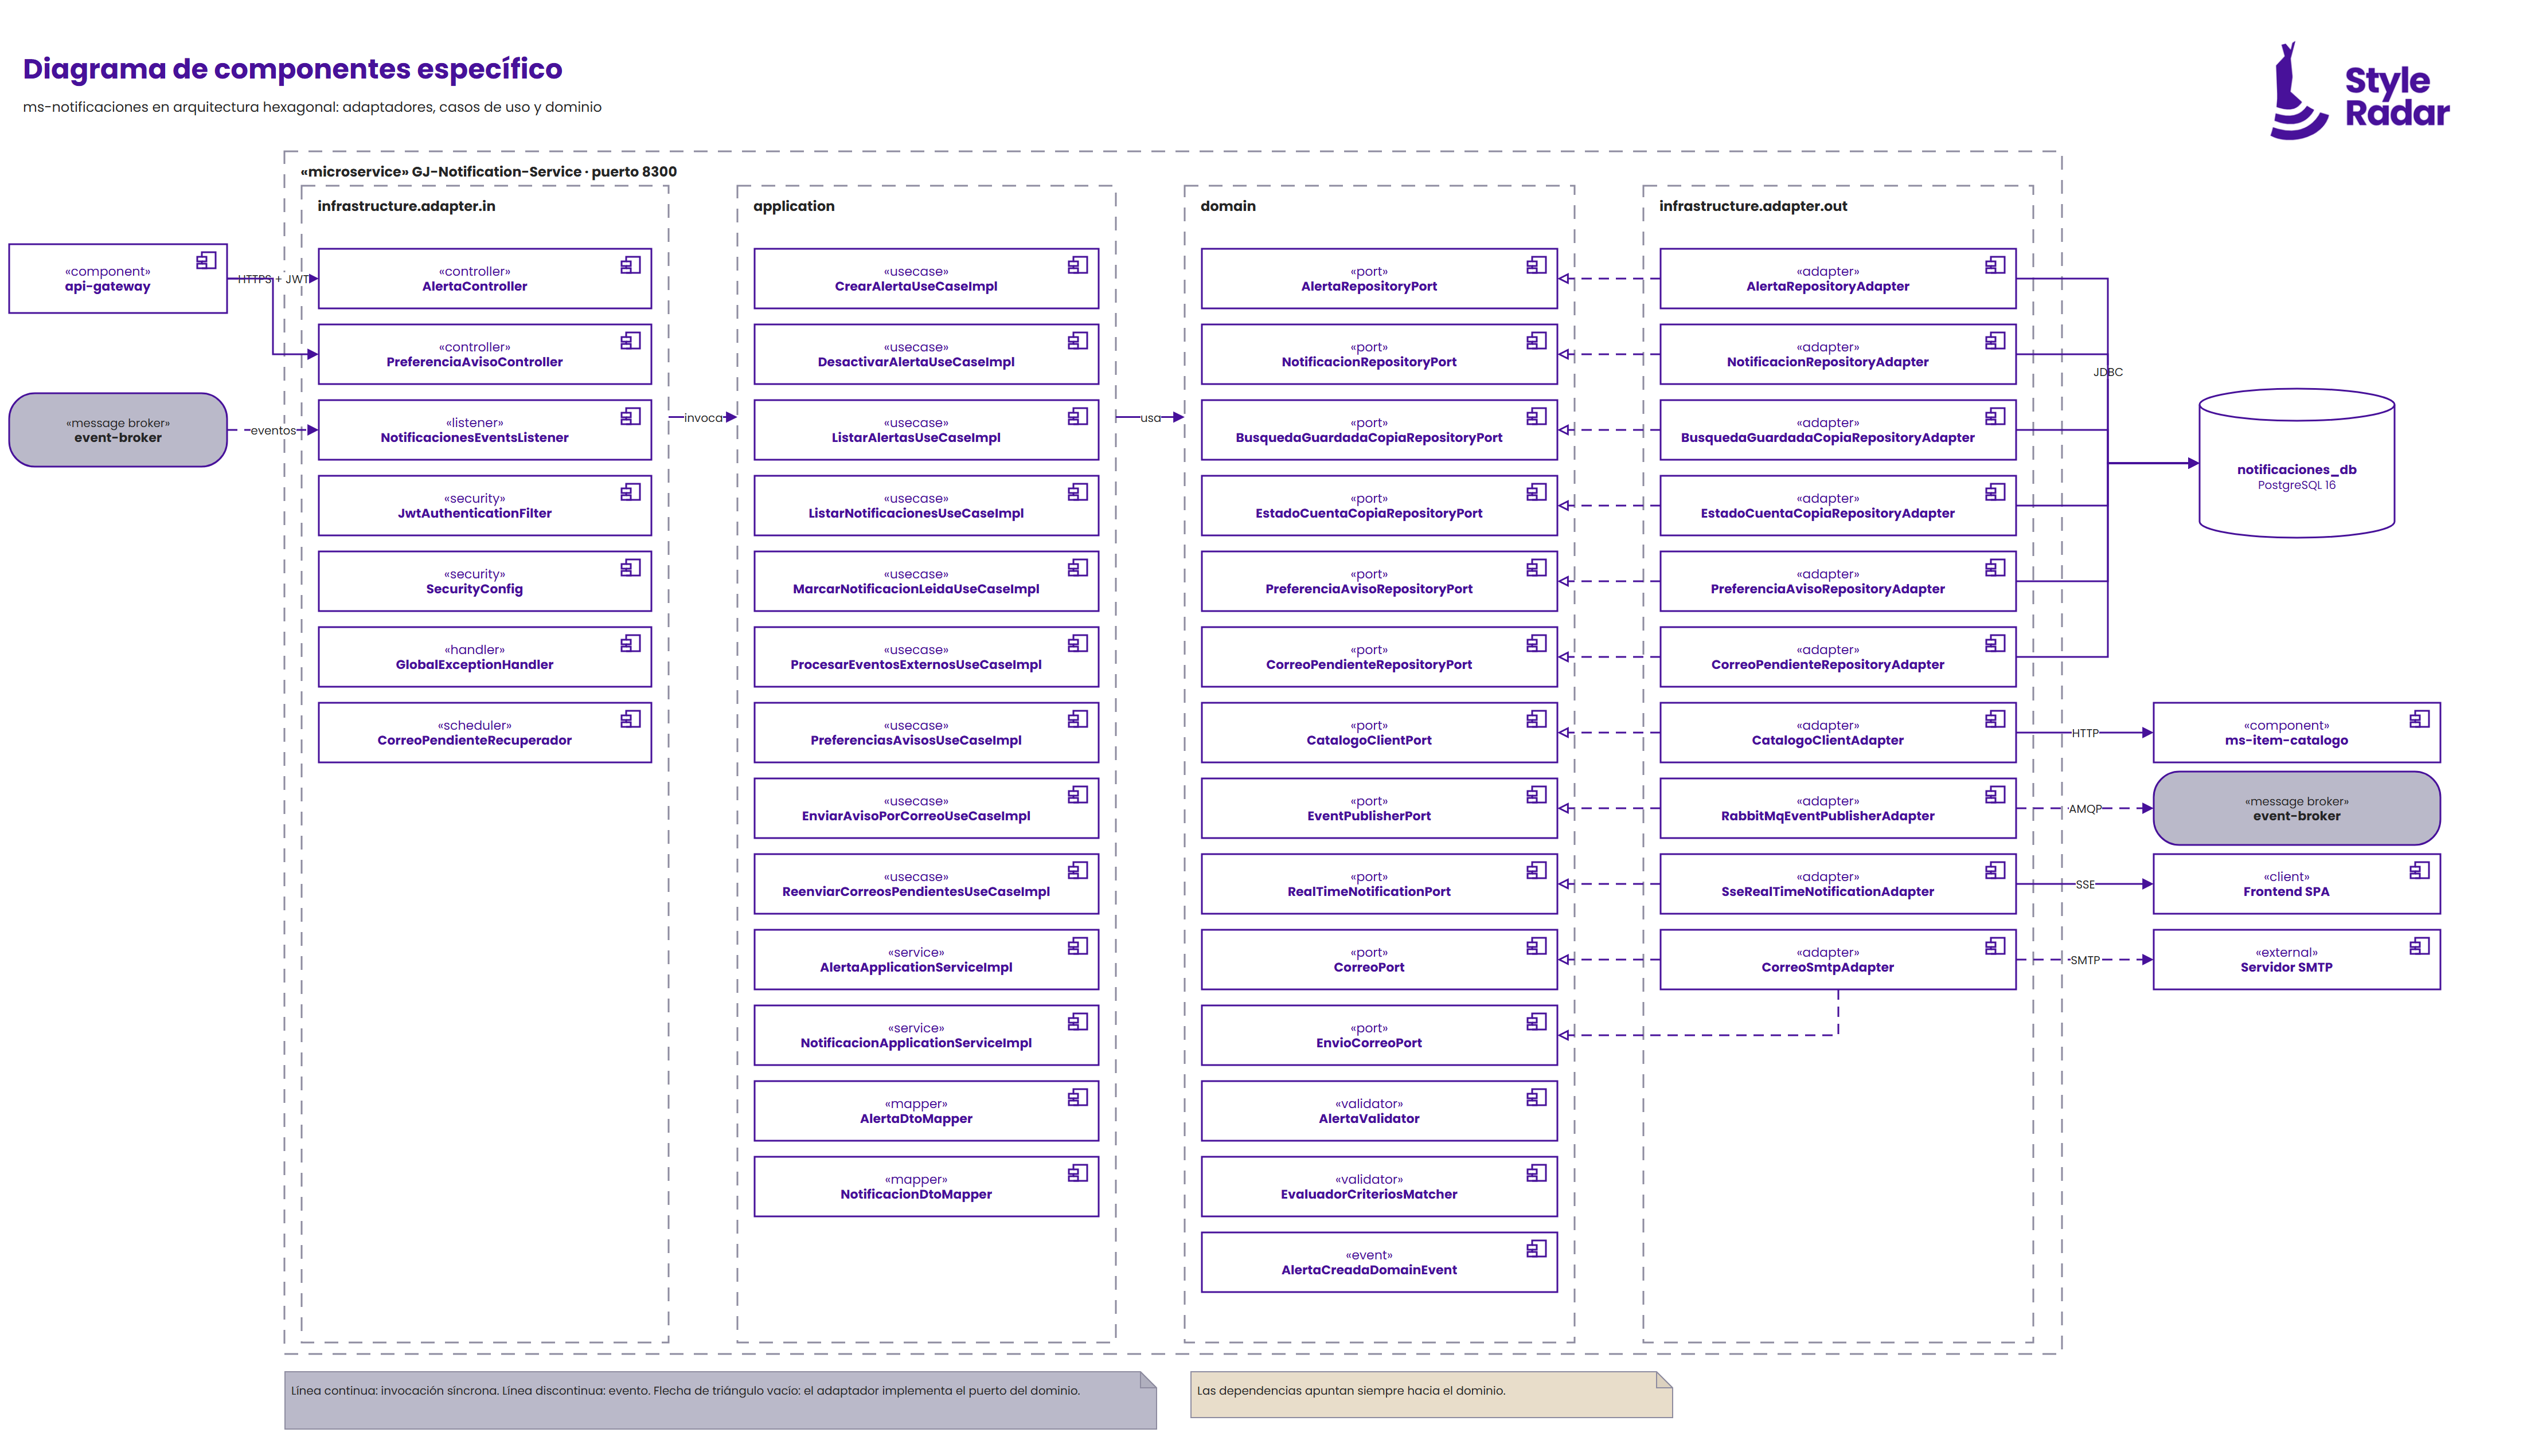 Diagrama de componentes específico
ms-notificaciones en arquitectura hexagonal: adaptadores, casos de uso y dominio
Style
Radar
«microservice» GJ-Notification-Service · puerto 8300
«component»
api-gateway
HTTPS + JWT
«message broker»
event-broker
eventos
infrastructure.adapter.in
«controller»
AlertaController
«controller»
PreferenciaAvisoController
«listener»
NotificacionesEventsListener
«security»
JwtAuthenticationFilter
«security»
SecurityConfig
«handler»
GlobalExceptionHandler
«scheduler»
CorreoPendienteRecuperador
invoca
application
«usecase»
CrearAlertaUseCaseImpl
«usecase»
DesactivarAlertaUseCaseImpl
«usecase»
ListarAlertasUseCaseImpl
«usecase»
ListarNotificacionesUseCaseImpl
«usecase»
MarcarNotificacionLeidaUseCaseImpl
«usecase»
ProcesarEventosExternosUseCaseImpl
«usecase»
PreferenciasAvisosUseCaseImpl
«usecase»
EnviarAvisoPorCorreoUseCaseImpl
«usecase»
ReenviarCorreosPendientesUseCaseImpl
«service»
AlertaApplicationServiceImpl
«service»
NotificacionApplicationServiceImpl
«mapper»
AlertaDtoMapper
«mapper»
NotificacionDtoMapper
usa
domain
«port»
AlertaRepositoryPort
«port»
NotificacionRepositoryPort
«port»
BusquedaGuardadaCopiaRepositoryPort
«port»
EstadoCuentaCopiaRepositoryPort
«port»
PreferenciaAvisoRepositoryPort
«port»
CorreoPendienteRepositoryPort
«port»
CatalogoClientPort
«port»
EventPublisherPort
«port»
RealTimeNotificationPort
«port»
CorreoPort
«port»
EnvioCorreoPort
«validator»
AlertaValidator
«validator»
EvaluadorCriteriosMatcher
«event»
AlertaCreadaDomainEvent
infrastructure.adapter.out
«adapter»
AlertaRepositoryAdapter
«adapter»
NotificacionRepositoryAdapter
«adapter»
BusquedaGuardadaCopiaRepositoryAdapter
«adapter»
EstadoCuentaCopiaRepositoryAdapter
«adapter»
PreferenciaAvisoRepositoryAdapter
«adapter»
CorreoPendienteRepositoryAdapter
«adapter»
CatalogoClientAdapter
«adapter»
RabbitMqEventPublisherAdapter
«adapter»
SseRealTimeNotificationAdapter
«adapter»
CorreoSmtpAdapter
JDBC
notificaciones_db
PostgreSQL 16
HTTP
«component»
ms-item-catalogo
AMQP
«message broker»
event-broker
SSE
«client»
Frontend SPA
SMTP
«external»
Servidor SMTP
Línea continua: invocación síncrona. Línea discontinua: evento. Flecha de triángulo vacío: el adaptador implementa el puerto del dominio.
Las dependencias apuntan siempre hacia el dominio.